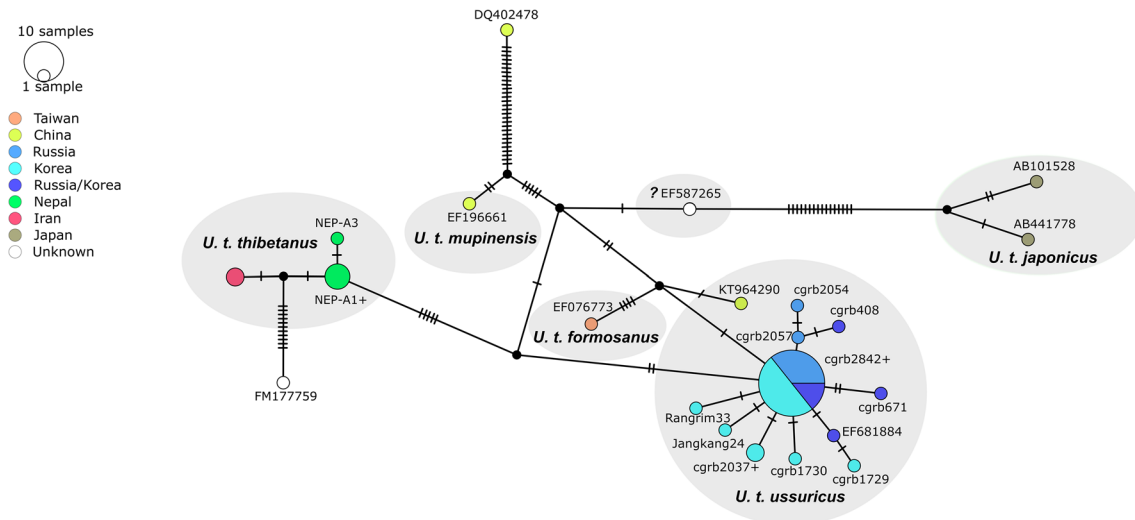 10 samples
1 sample
Taiwan
China
Russia
Korea
Russia/Korea
Nepal
Iran
Japan
Unknown
DQ402478
EF196661
U. t. mupinensis
? EF587265
AB101528
AB441778
U. t. japonicus
NEP-A3
U. t. thibetanus
NEP-A1+
FM177759
EF076773
U. t. formosanus
KT964290
cgrb2054
cgrb408
cgrb2057
cgrb2842+
cgrb671
Rangrim33
EF681884
Jangkang24
cgrb2037+
cgrb1730
cgrb1729
U. t. ussuricus